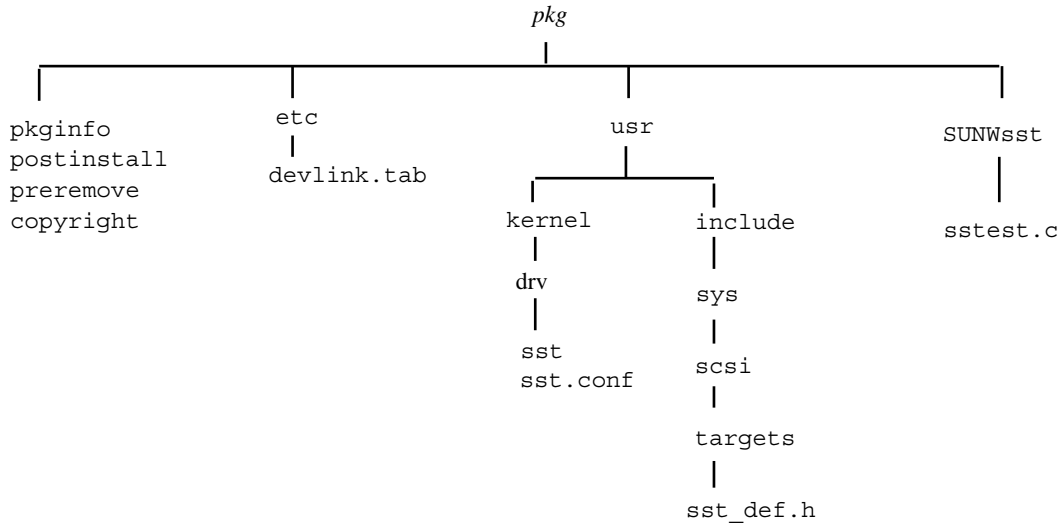 pkg
pkginfo
postinstall
preremove
copyright
etc
devlink.tab
usr
kernel
drv
sst
sst.conf
include
sys
scsi
targets
sst_def.h
SUNWsst
sstest.c